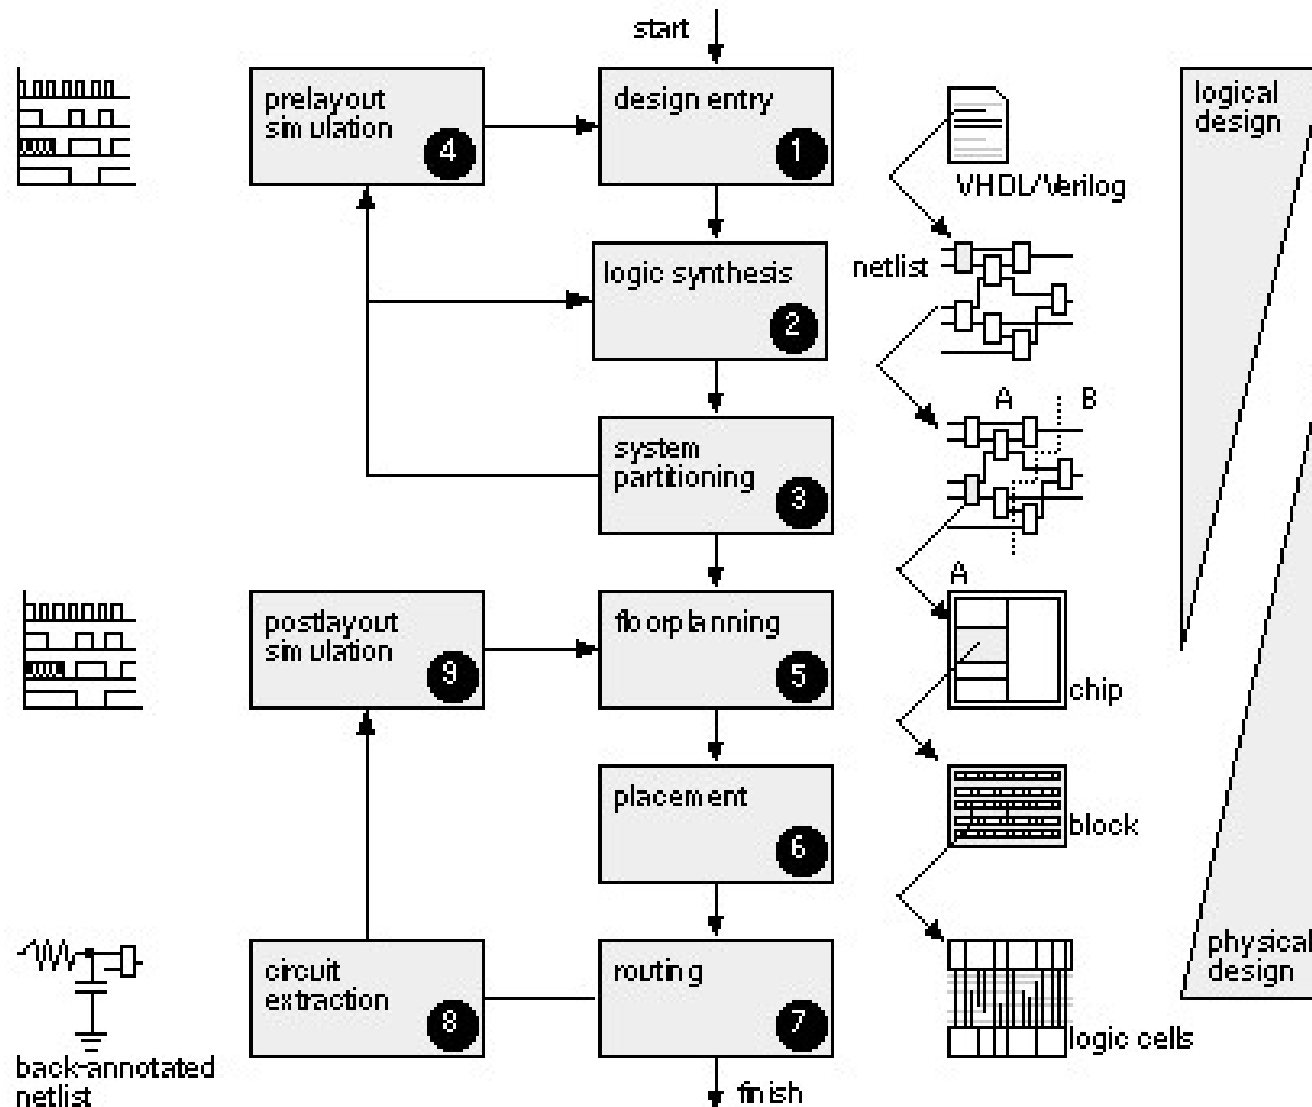 start
prelayout
simulation
4
design entry
1
VHDL/Verilog
logical
design
logic synthesis
2
netlist
system
partitioning
3
A
B
A
postlayout
simulation
9
floorplanning
5
chip
placement
6
block
circuit
extraction
8
routing
7
logic cells
physical
design
back-annotated
netlist
finish